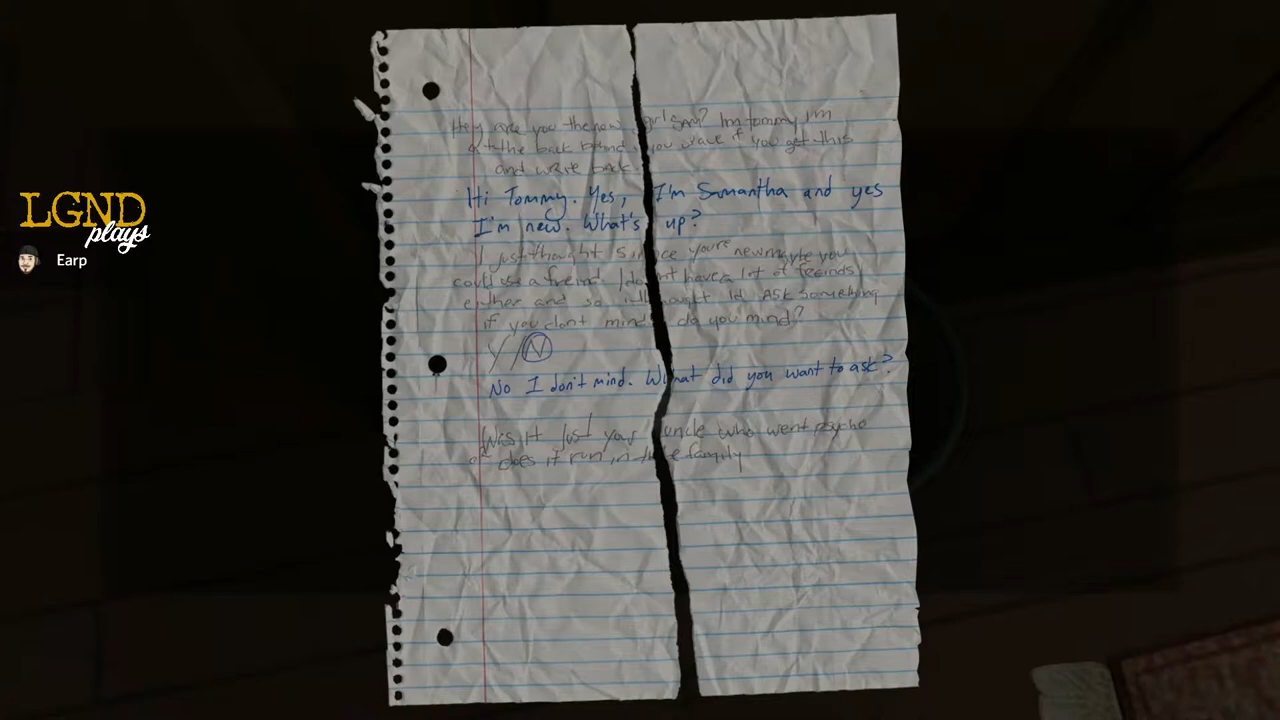 LGND
plays
Earp
Hey are you the new girl Sam? Im tommy I'm
at the back behind you wave if you get this
and write back
Hi Tommy. Yes, I'm Samantha and yes
I'm new. What's up?
I just thought since you're new maybe you
could use a freind I dont have a lot of freinds
either and so i thought Id ASK something
if you dont mind do you mind?
Y/N
No I don't mind. What did you want to ask?
Was it just your uncle who went psycho
or does it run in the family